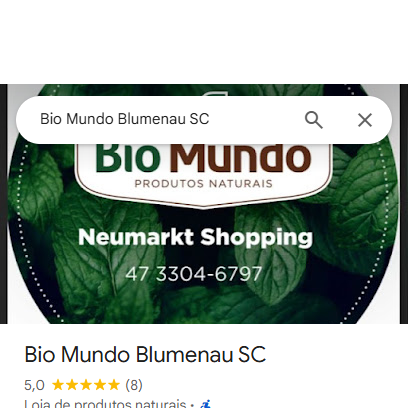 Bio Mundo Blumenau SC
Bio Mundo
PRODUTOS NATURAIS
Neumarkt Shopping
47 3304-6797
Bio Mundo Blumenau SC
5,0 (8)
Loja de produtos naturais ·